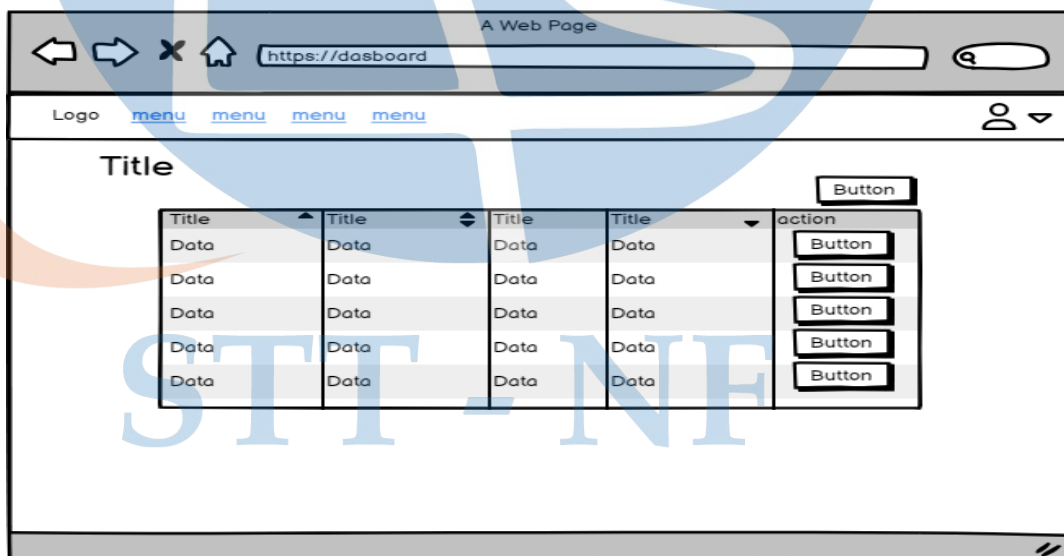 A Web Page
https://dasboard
Logo menu menu menu menu
Title
Button
Title Title Title Title action
Data Data Data Data Button
Data Data Data Data Button
Data Data Data Data Button
Data Data Data Data Button
Data Data Data Data Button
STT - NF